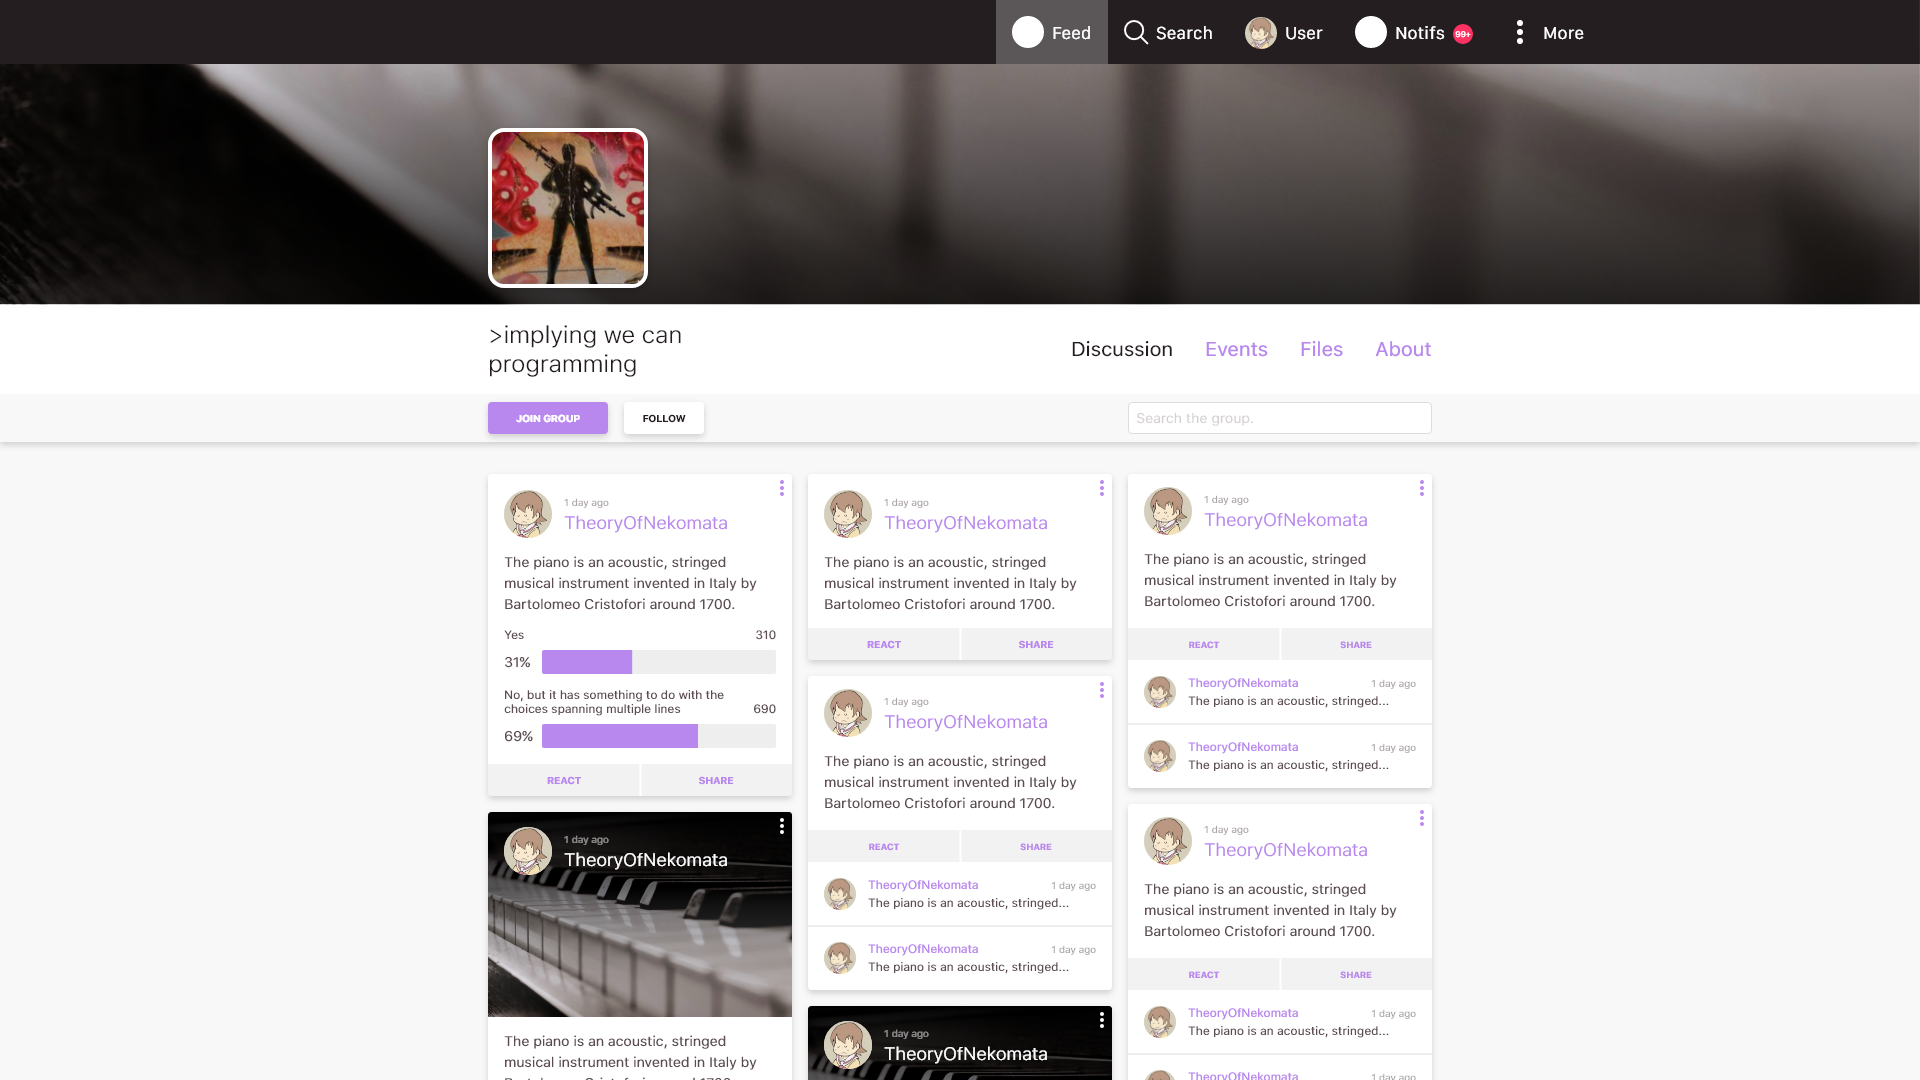 Feed
Search
User
Notifs
99+
More
>implying we can
programming
Discussion
Events
Files
About
JOIN GROUP
FOLLOW
Search the group.
1 day ago
TheoryOfNekomata
The piano is an acoustic, stringed
musical instrument invented in Italy by
Bartolomeo Cristofori around 1700.
Yes
310
31%
No, but it has something to do with the
choices spanning multiple lines
690
69%
REACT
SHARE
1 day ago
TheoryOfNekomata
The piano is an acoustic, stringed
musical instrument invented in Italy by
1 day ago
TheoryOfNekomata
The piano is an acoustic, stringed
musical instrument invented in Italy by
Bartolomeo Cristofori around 1700.
REACT
SHARE
1 day ago
TheoryOfNekomata
The piano is an acoustic, stringed
musical instrument invented in Italy by
Bartolomeo Cristofori around 1700.
REACT
SHARE
TheoryOfNekomata
1 day ago
The piano is an acoustic, stringed...
TheoryOfNekomata
1 day ago
The piano is an acoustic, stringed...
1 day ago
TheoryOfNekomata
1 day ago
TheoryOfNekomata
The piano is an acoustic, stringed
musical instrument invented in Italy by
Bartolomeo Cristofori around 1700.
REACT
SHARE
TheoryOfNekomata
1 day ago
The piano is an acoustic, stringed...
TheoryOfNekomata
1 day ago
The piano is an acoustic, stringed...
1 day ago
TheoryOfNekomata
The piano is an acoustic, stringed
musical instrument invented in Italy by
Bartolomeo Cristofori around 1700.
REACT
SHARE
TheoryOfNekomata
1 day ago
The piano is an acoustic, stringed...
TheoryOfNekomata
1 day ago